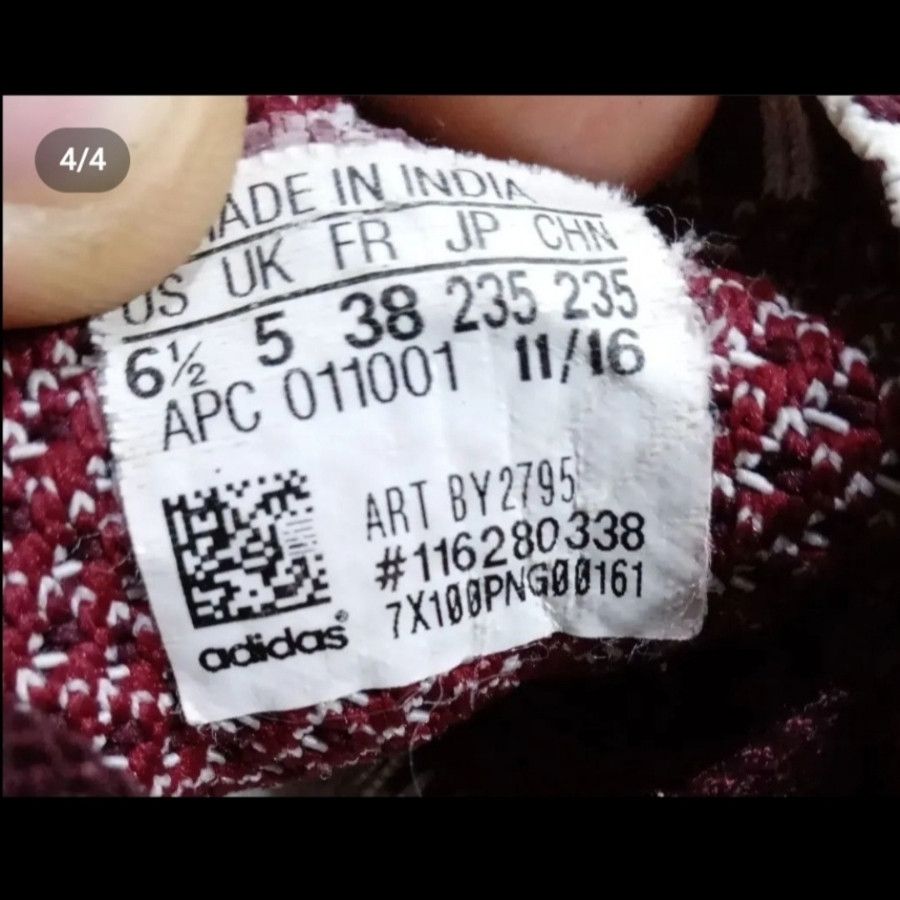 4/4
MADE IN INDIA
US UK FR JP CHN
6½ 5 38 235 235
APC 011001 11/16
ART BY2795
#116280338
7X100PNG00161
adidas®